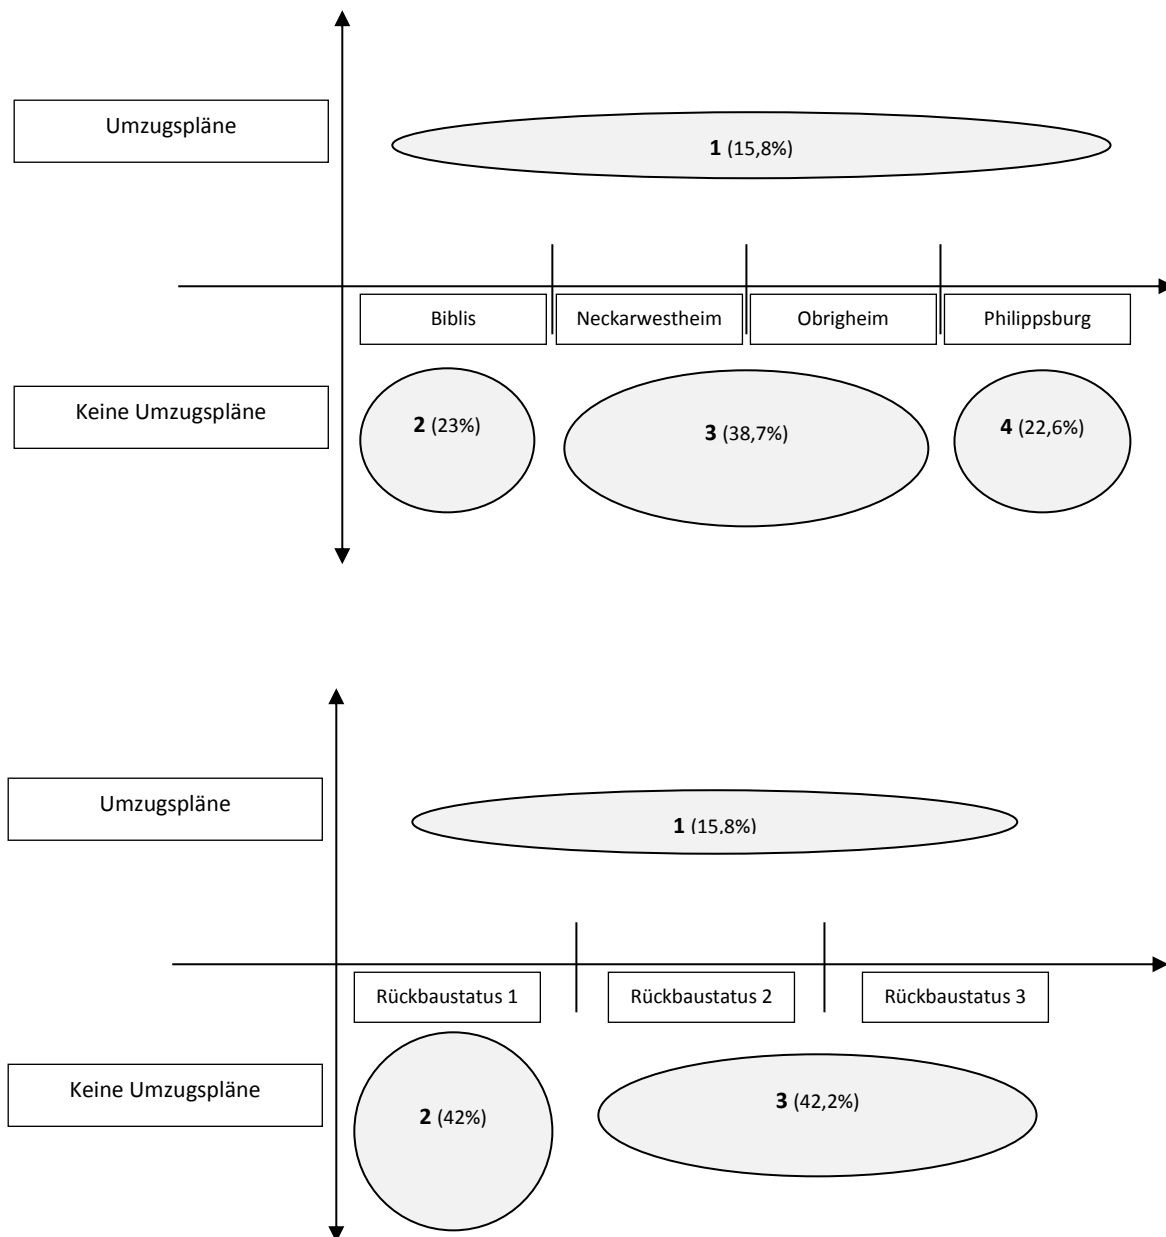 Umzugspläne
1 (15,8%)
Biblis
Neckarwestheim
Obrigheim
Philippsburg
Keine Umzugspläne
2 (23%)
3 (38,7%)
4 (22,6%)
Umzugspläne
1 (15,8%)
Rückbaustatus 1
Rückbaustatus 2
Rückbaustatus 3
Keine Umzugspläne
2 (42%)
3 (42,2%)